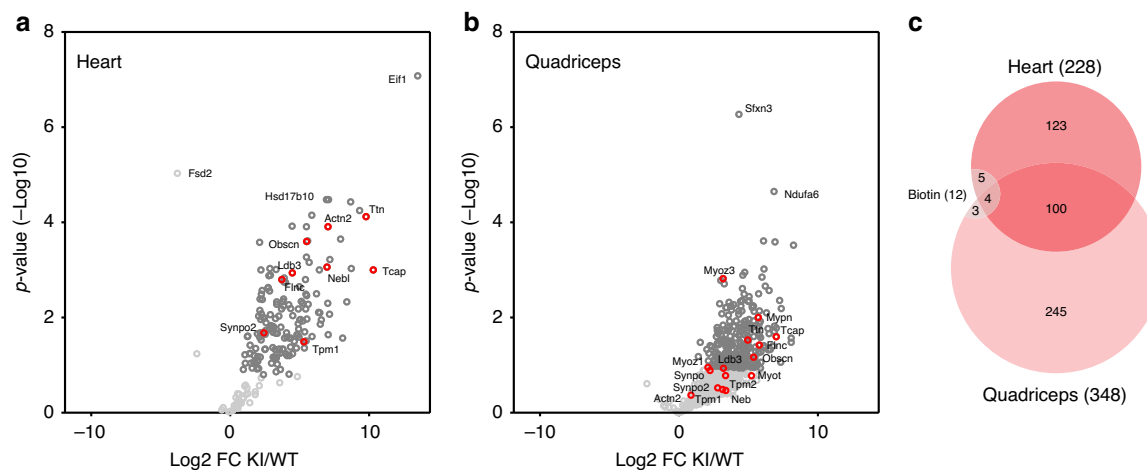 a
Heart
8
6
4
2
0
p-value (–Log10)
–10
0
10
Log2 FC KI/WT
Eif1
Fsd2
Hsd17b10
Ttn
Actn2
Obscn
Ldb3
Nebl
Tcap
Flnc
Synpo2
Tpm1
b
Quadriceps
8
6
4
2
0
p-value (–Log10)
–10
0
10
Log2 FC KI/WT
Sfxn3
Ndufa6
Myoz3
Mypn
Ttn
Tcap
Flnc
Myoz1
Ldb3
Obscn
Synpo
Myot
Synpo2
Tpm2
Actn2
Tpm1
Neb
c
Heart (228)
123
5
Biotin (12)
4
3
100
245
Quadriceps (348)